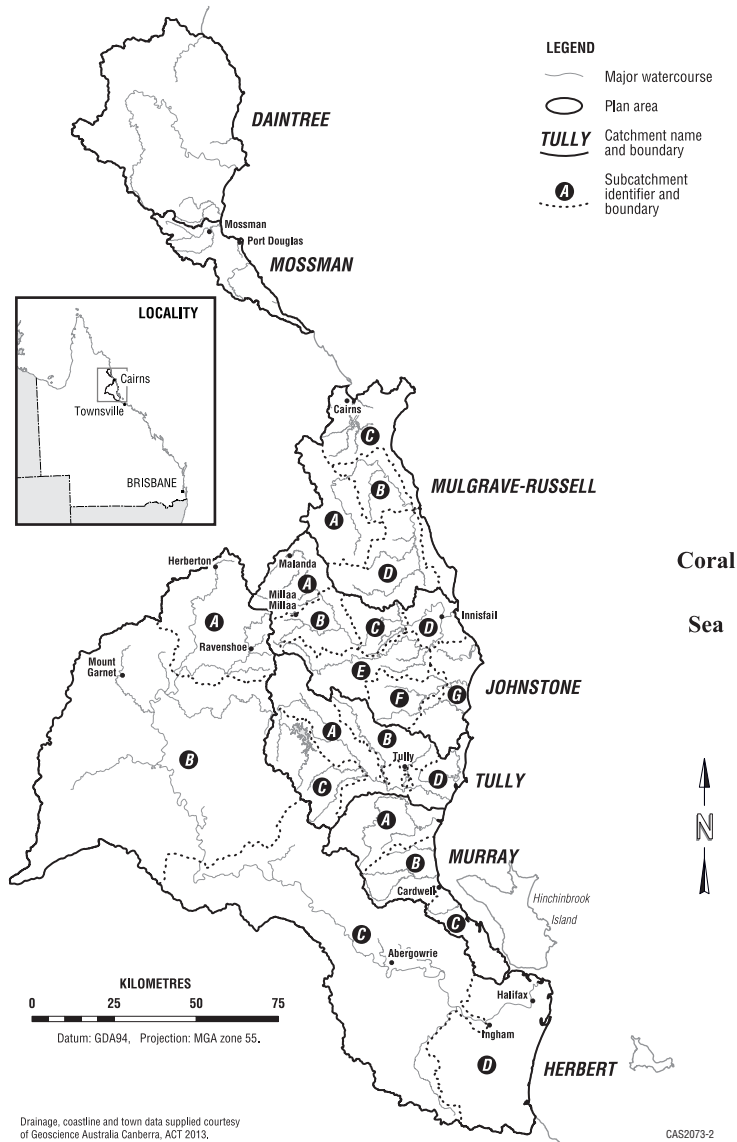 LEGEND
Major watercourse
Plan area
TULLY
Catchment name
and boundary
A
Subcatchment
identifier and
boundary
DAINTREE
Mossman
Port Douglas
MOSSMAN
LOCALITY
Cairns
Townsville
BRISBANE
Cairns
C
B
MULGRAVE-RUSSELL
A
D
Coral
Sea
Herberton
Malanda
A
Millaa
Millaa
A
B
C
D
Innisfail
Ravenshoe
Mount
Garnet
E
F
G
JOHNSTONE
A
B
Tully
B
C
D
TULLY
N
A
MURRAY
B
Cardwell
Hinchinbrook
Island
C
C
Abergowrie
Halifax
Ingham
D
HERBERT
KILOMETRES
0 25 50 75
Datum: GDA94, Projection: MGA zone 55.
Drainage, coastline and town data supplied courtesy
of Geoscience Australia Canberra, ACT 2013.
CAS2073-2